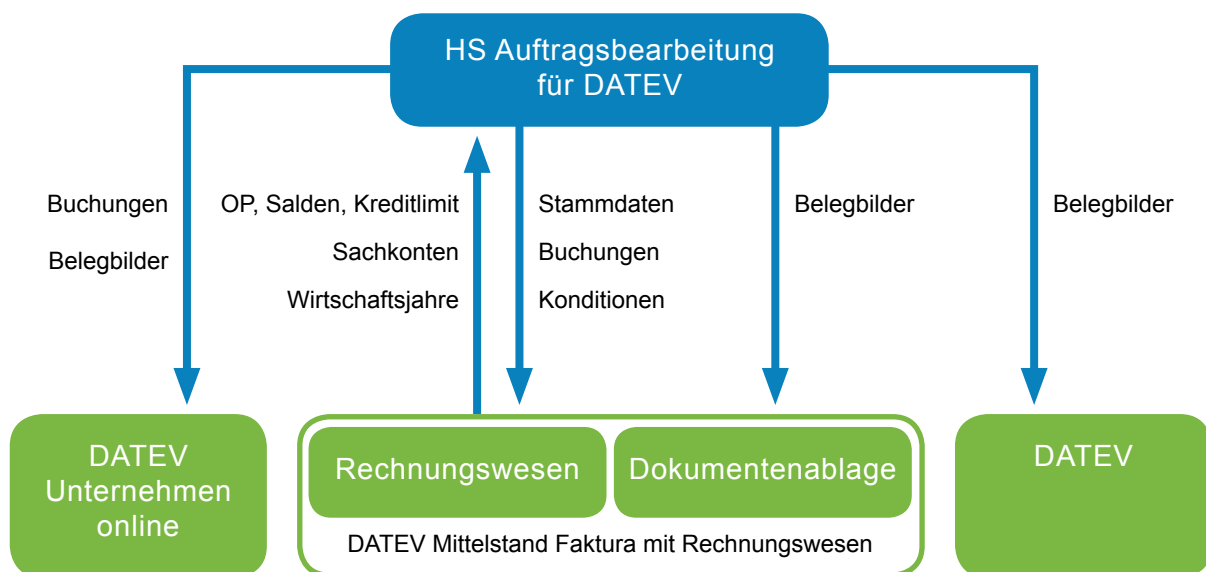 HS Auftragsbearbeitung
für DATEV
Buchungen
Belegbilder
OP, Salden, Kreditlimit
Sachkonten
Wirtschaftsjahre
Stammdaten
Buchungen
Konditionen
Belegbilder
Belegbilder
DATEV
Unternehmen
online
Rechnungswesen
Dokumentenablage
DATEV Mittelstand Faktura mit Rechnungswesen
DATEV